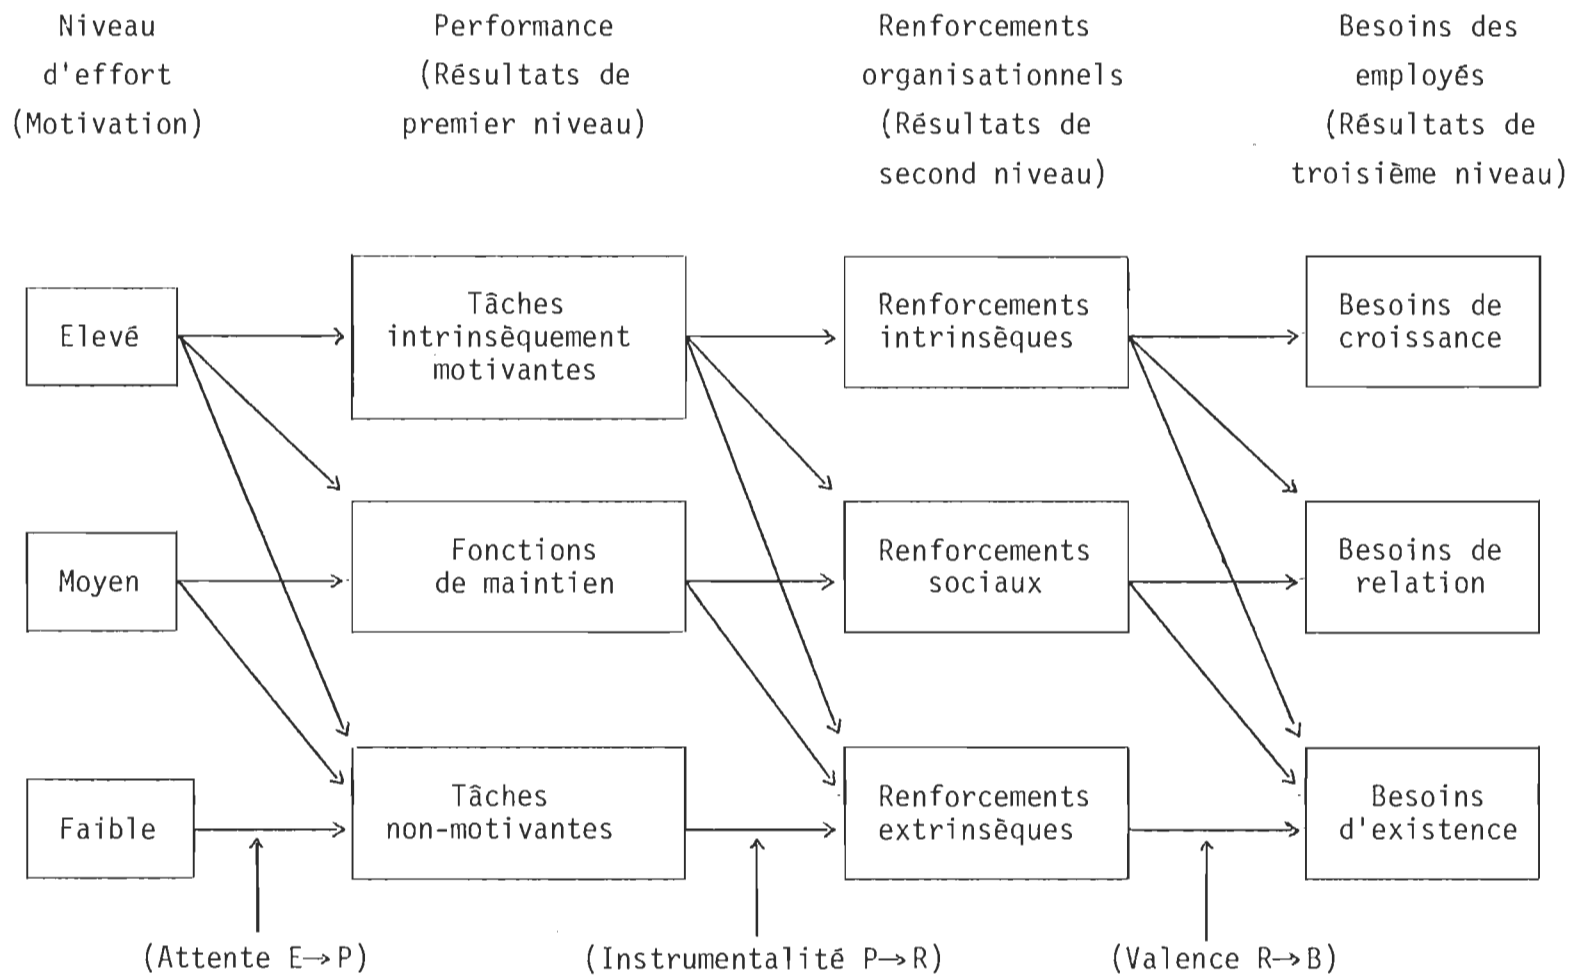 Niveau
d'effort
(Motivation)
Performance
(Résultats de
premier niveau)
Renforcements
organisationnels
(Résultats de
second niveau)
Besoins des
employés
(Résultats de
troisième niveau)
Elevé
Tâches
intrinsèquement
motivantes
Renforcements
intrinsèques
Besoins de
croissance
Moyen
Fonctions
de maintien
Renforcements
sociaux
Besoins de
relation
Faible
Tâches
non-motivantes
Renforcements
extrinsèques
Besoins
d'existence
(Attente E→P)
(Instrumentalité P→R)
(Valence R→B)